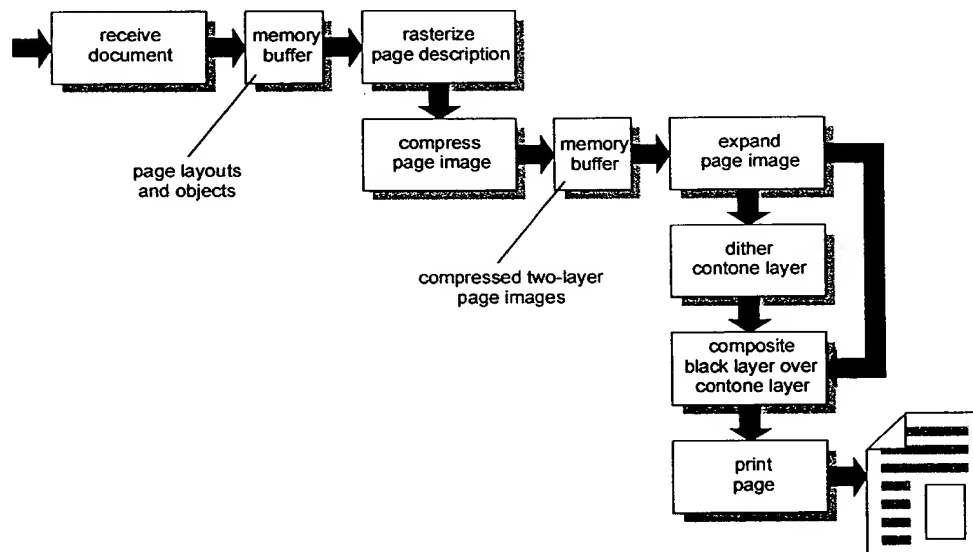 receive
document
memory
buffer
rasterize
page description
compress
page image
memory
buffer
expand
page image
page layouts
and objects
dither
contone layer
compressed two-layer
page images
composite
black layer over
contone layer
print
page